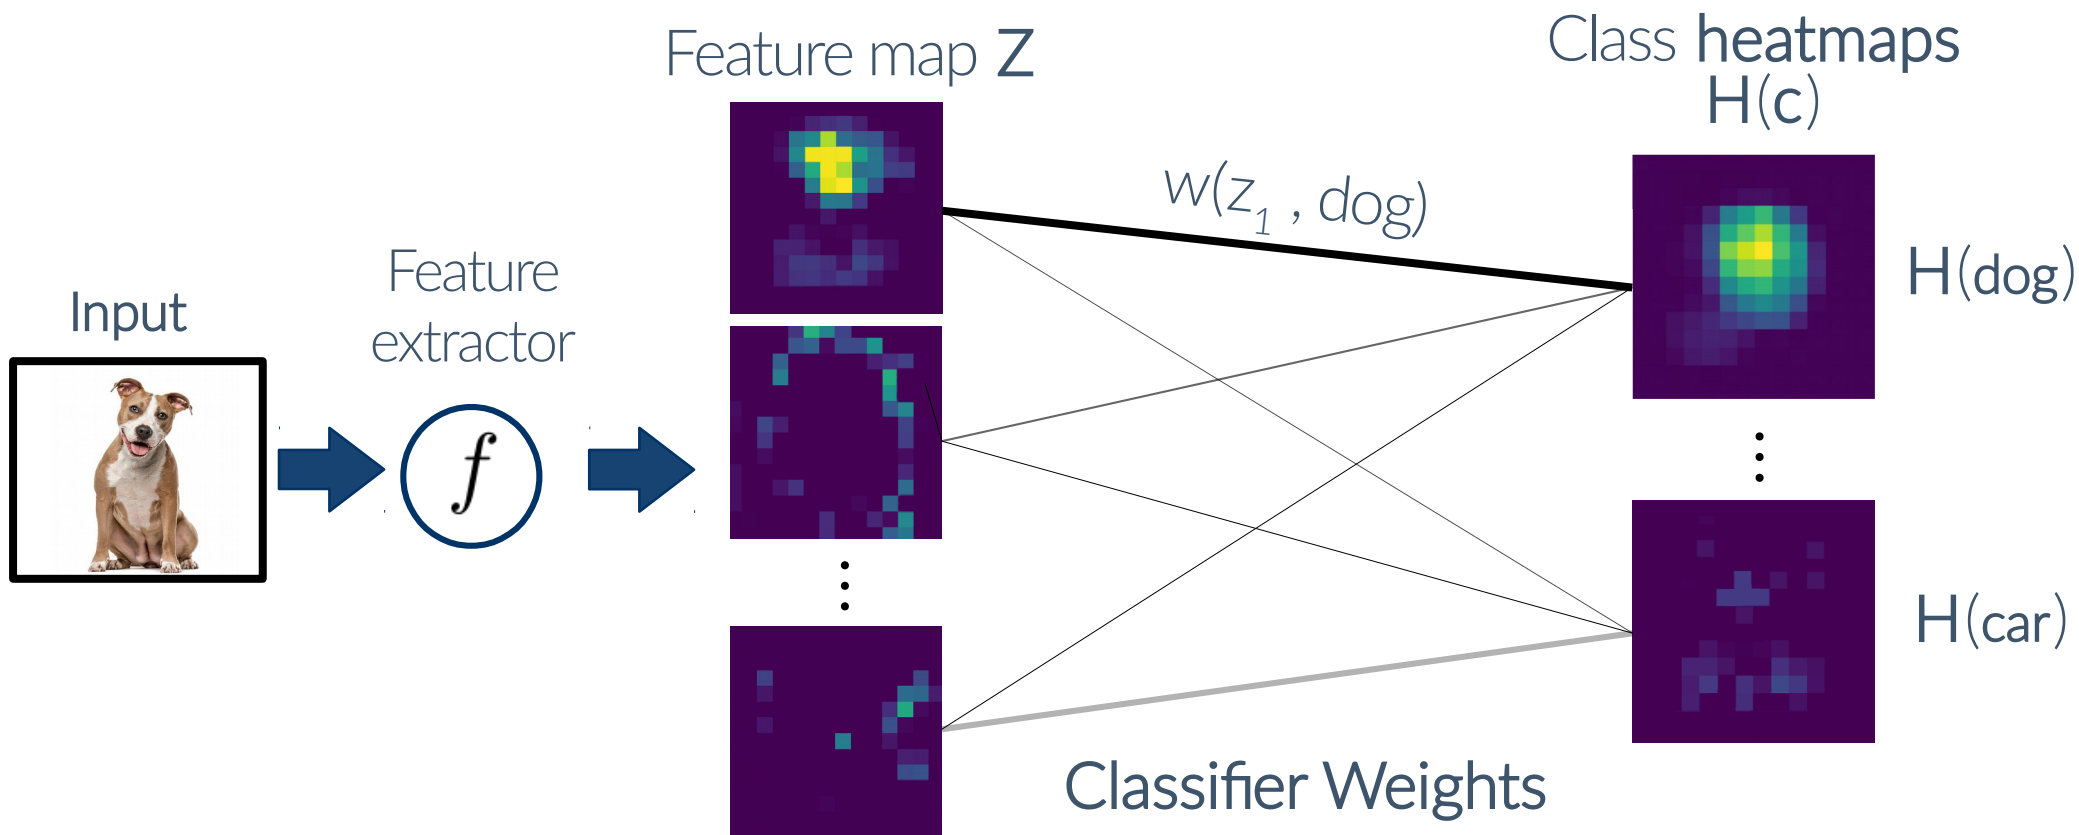 Input
Feature
extractor
f
Feature map Z
w(z₁ , dog)
Classifier Weights
Class heatmaps
H(c)
H(dog)
H(car)